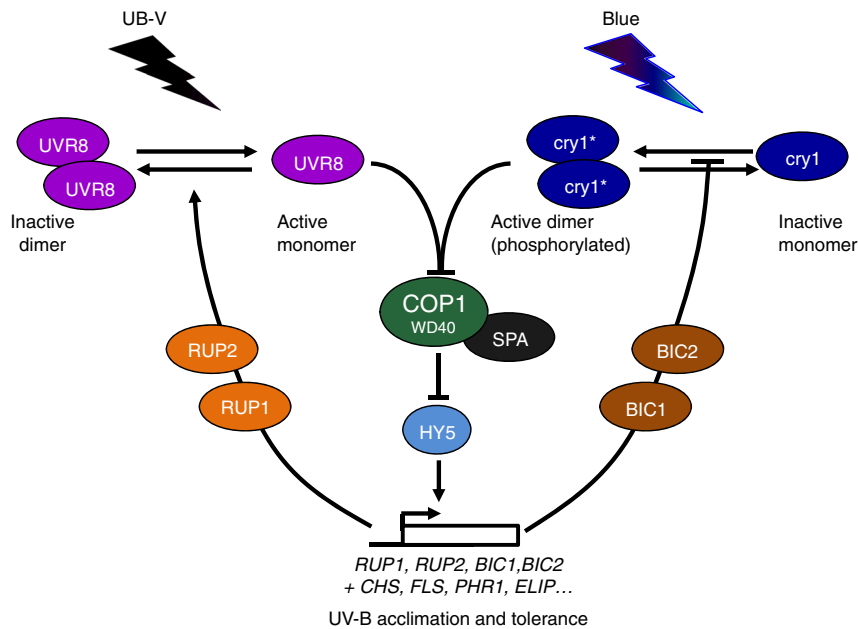 UB-V
Blue
UVR8
UVR8
Inactive
dimer
UVR8
Active
monomer
cry1*
cry1*
Active dimer
(phosphorylated)
cry1
Inactive
monomer
COP1
WD40
SPA
RUP2
RUP1
BIC2
BIC1
HY5
RUP1, RUP2, BIC1,BIC2
+ CHS, FLS, PHR1, ELIP...
UV-B acclimation and tolerance